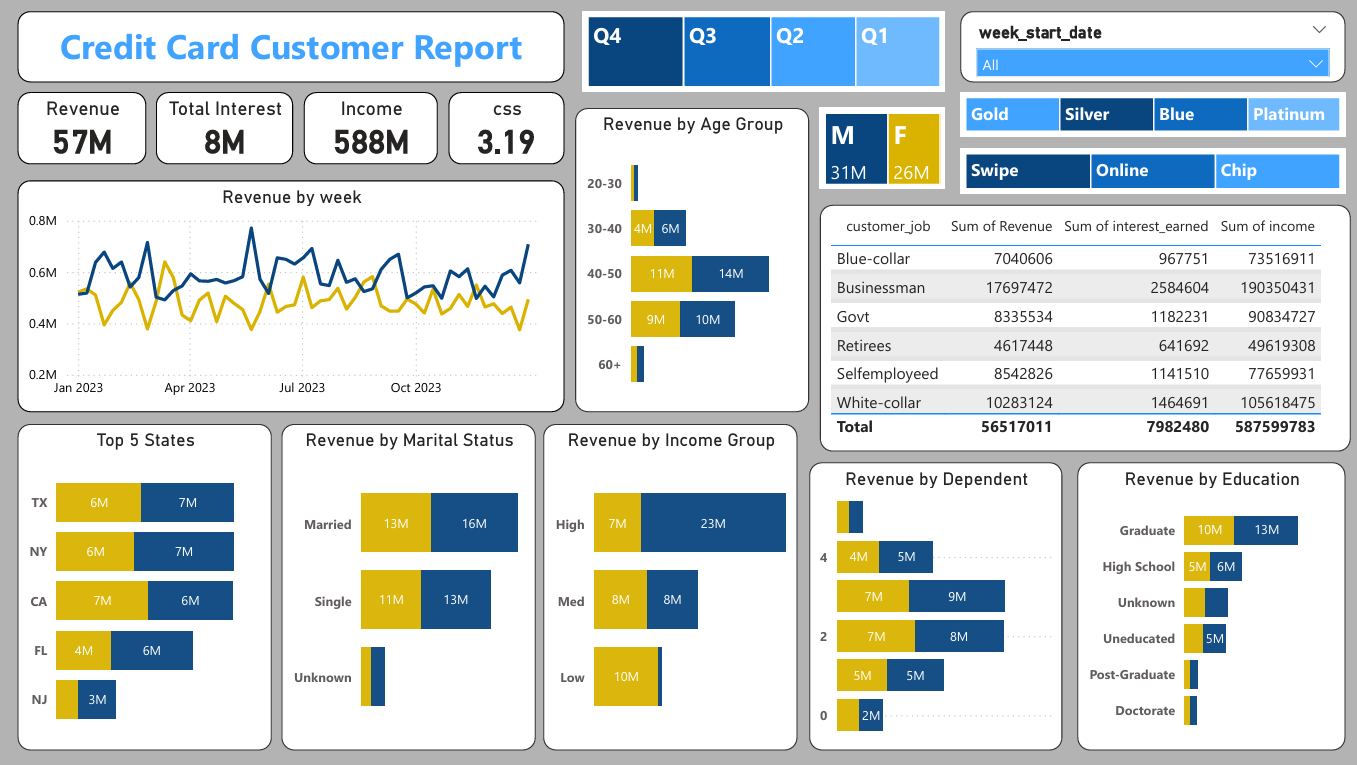 Credit Card Customer Report
Q4 Q3 Q2 Q1
week_start_date
All
Revenue
57M
Total Interest
8M
Income
588M
css
3.19
Gold Silver Blue Platinum
Swipe Online Chip
M
31M
F
26M
Revenue by week
0.8M
0.6M
0.4M
0.2M
Jan 2023 Apr 2023 Jul 2023 Oct 2023
Revenue by Age Group
20-30
30-40 4M 6M
40-50 11M 14M
50-60 9M 10M
60+
customer_job Sum of Revenue Sum of interest_earned Sum of income
Blue-collar 7040606 967751 73516911
Businessman 17697472 2584604 190350431
Govt 8335534 1182231 90834727
Retirees 4617448 641692 49619308
Selfemployeed 8542826 1141510 77659931
White-collar 10283124 1464691 105618475
Total 56517011 7982480 587599783
Top 5 States
TX 6M 7M
NY 6M 7M
CA 7M 6M
FL 4M 6M
NJ 3M
Revenue by Marital Status
Married 13M 16M
Single 11M 13M
Unknown
Revenue by Income Group
High 7M 23M
Med 8M 8M
Low 10M
Revenue by Dependent
4 4M 5M
7M 9M
2 7M 8M
5M 5M
0 2M
Revenue by Education
Graduate 10M 13M
High School 5M 6M
Unknown
Uneducated 5M
Post-Graduate
Doctorate